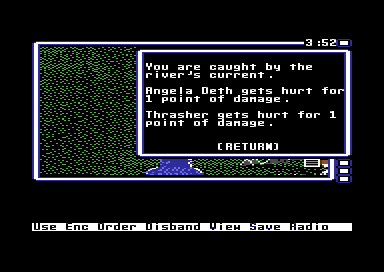 3:52
You are caught by the
river's current.
Angela Deth gets hurt for
1 point of damage.
Thrasher gets hurt for 1
point of damage.
[RETURN]
Use Enc Order Disband View Save Radio